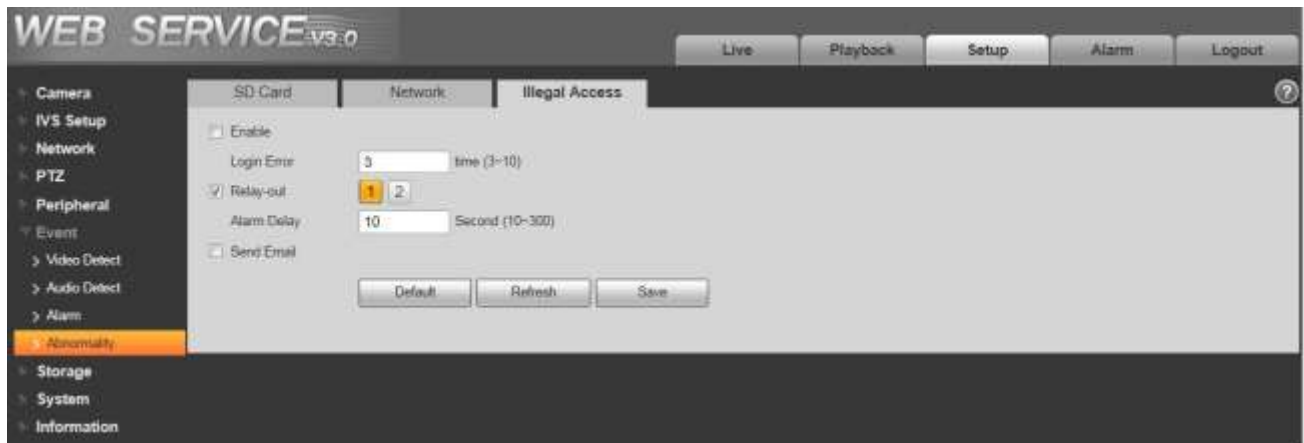 WEB SERVICE V3.0
Live Playback Setup Alarm Logout
Camera
IVS Setup
Network
PTZ
Peripheral
Event
Video Detect
Audio Detect
Alarm
Abnormality
Storage
System
Information
SD Card Network Illegal Access ?
Enable
Login Error 3 time (3~10)
Relay-out 1 2
Alarm Delay 10 Second (10~300)
Send Email
Default Refresh Save